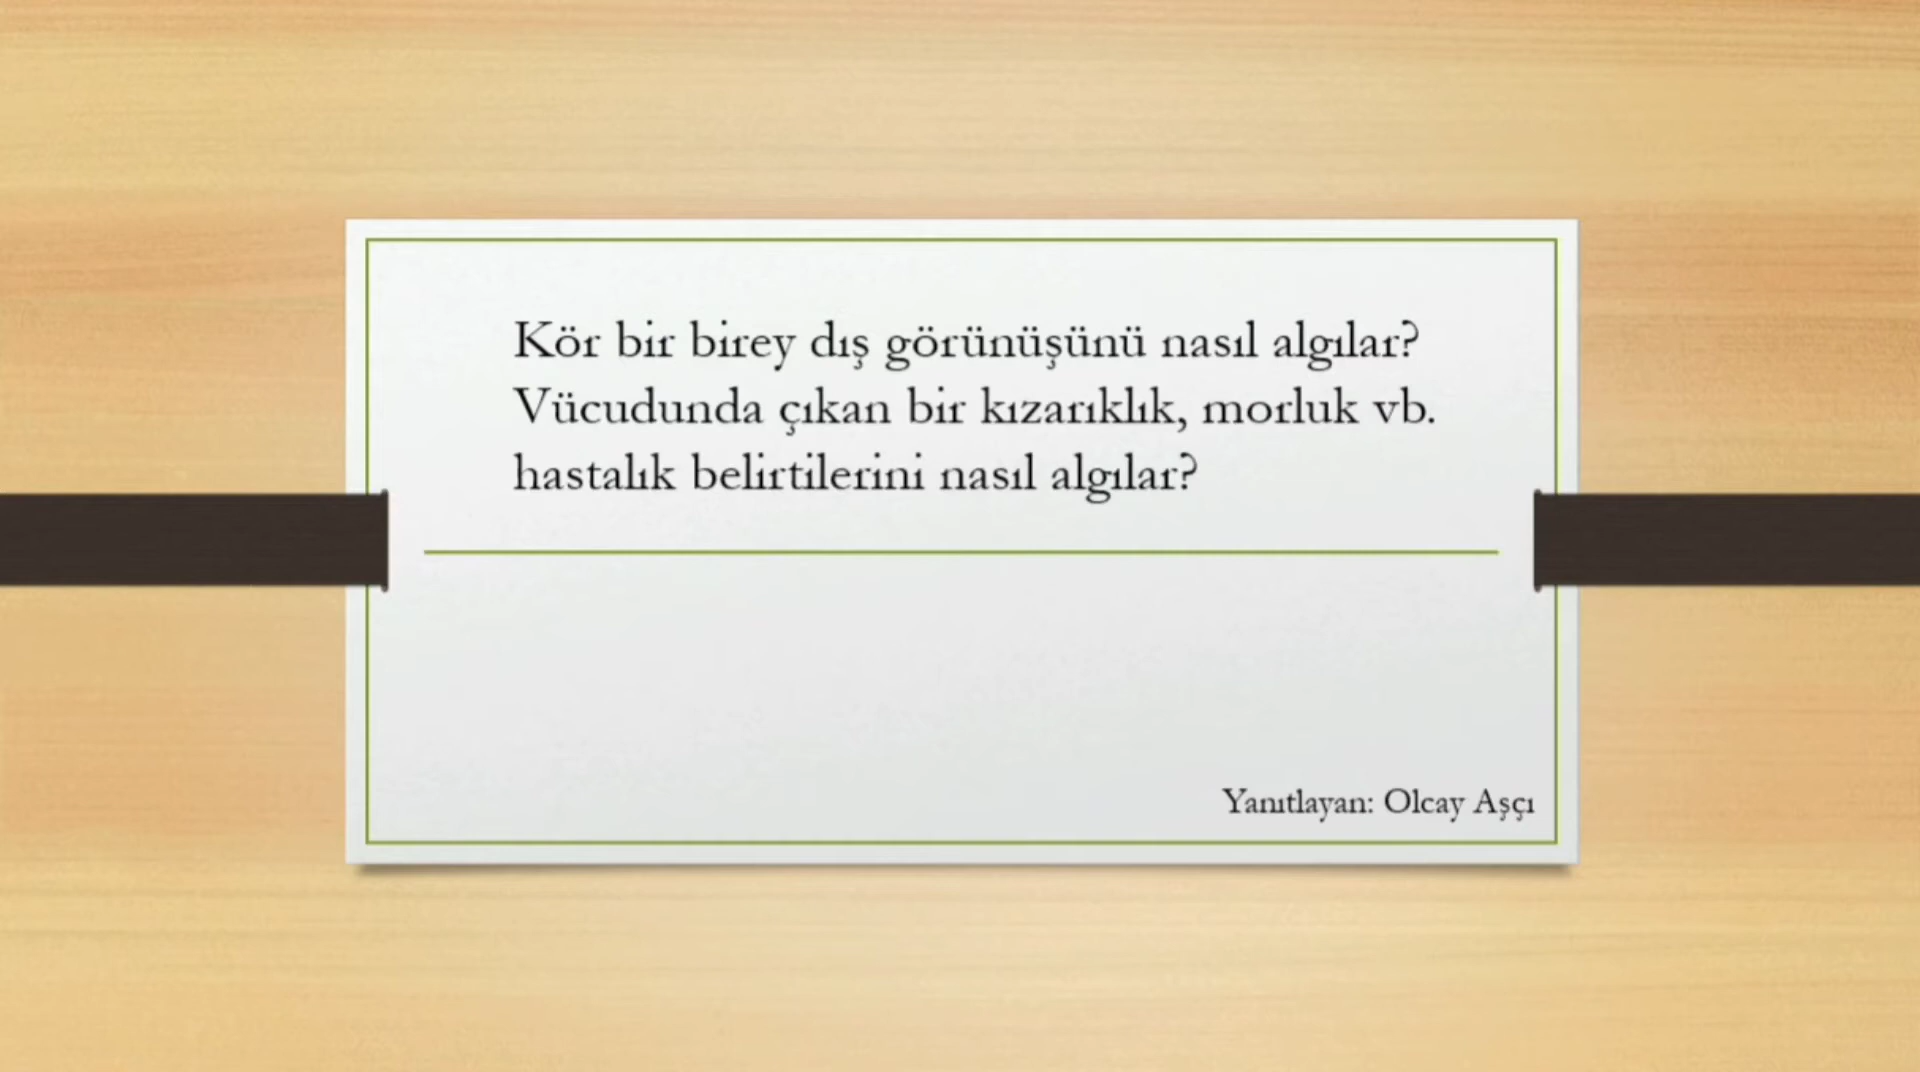 Kör bir birey dış görünüşünü nasıl algılar?
Vücudunda çıkan bir kızarıklık, morluk vb.
hastalık belirtilerini nasıl algılar?
Yanıtlayan: Olcay Aşçı